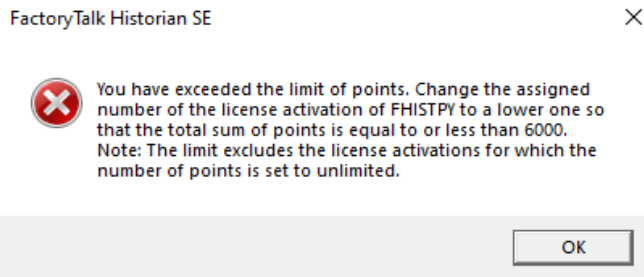 FactoryTalk Historian SE
You have exceeded the limit of points. Change the assigned
number of the license activation of FHISTPY to a lower one so
that the total sum of points is equal to or less than 6000.
Note: The limit excludes the license activations for which the
number of points is set to unlimited.
OK